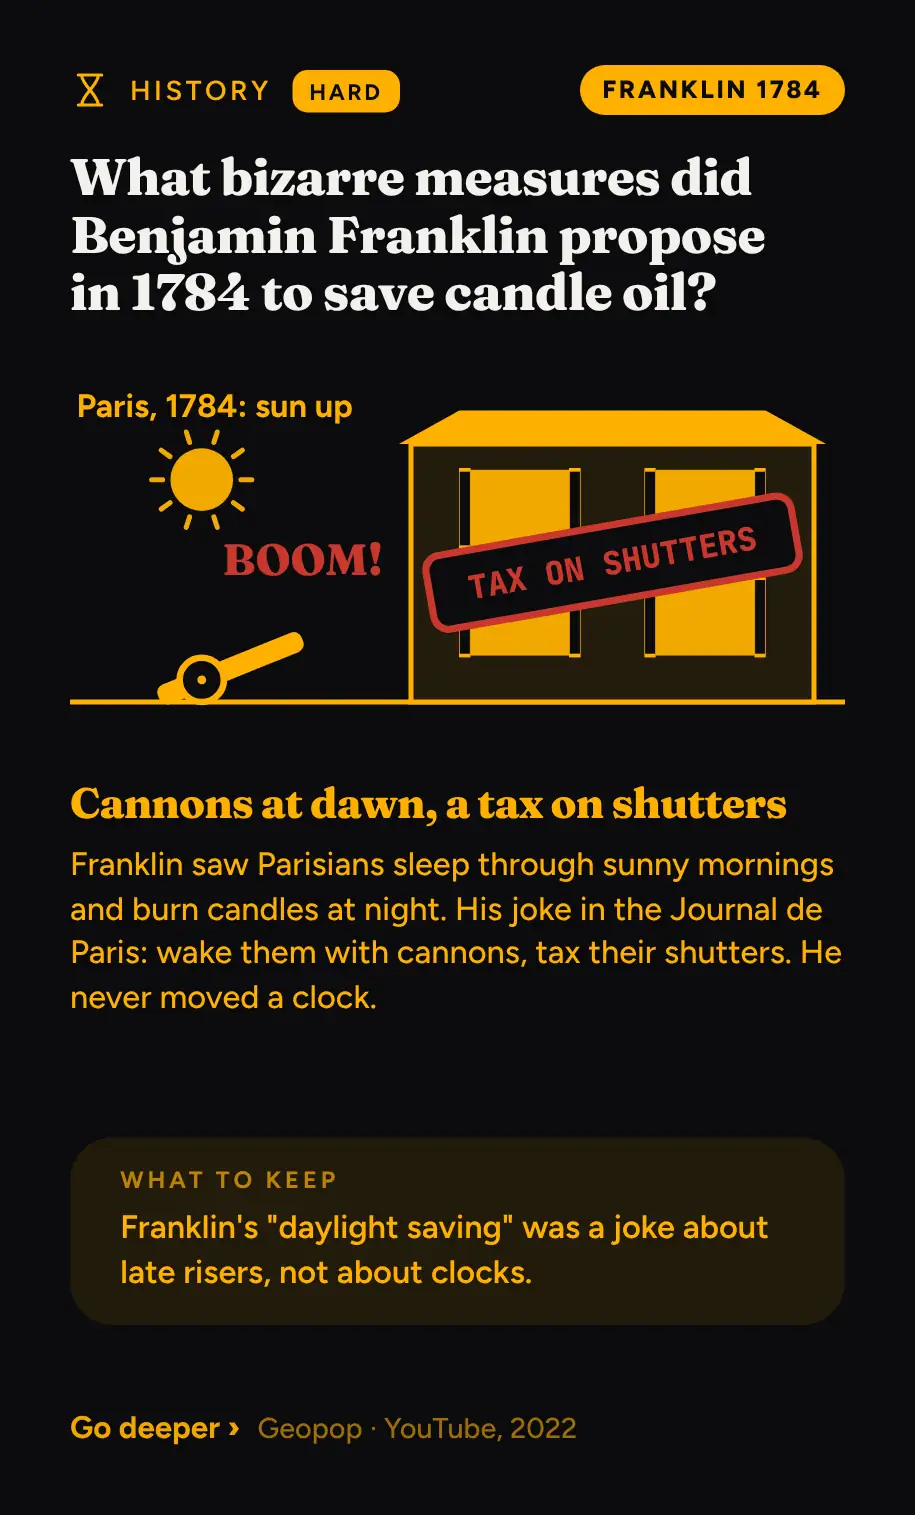 HISTORY HARD FRANKLIN 1784
What bizarre measures did
Benjamin Franklin propose
in 1784 to save candle oil?
Paris, 1784: sun up
BOOM!
TAX ON SHUTTERS
Cannons at dawn, a tax on shutters
Franklin saw Parisians sleep through sunny mornings
and burn candles at night. His joke in the Journal de
Paris: wake them with cannons, tax their shutters. He
never moved a clock.
WHAT TO KEEP
Franklin's "daylight saving" was a joke about
late risers, not about clocks.
Go deeper › Geopop · YouTube, 2022